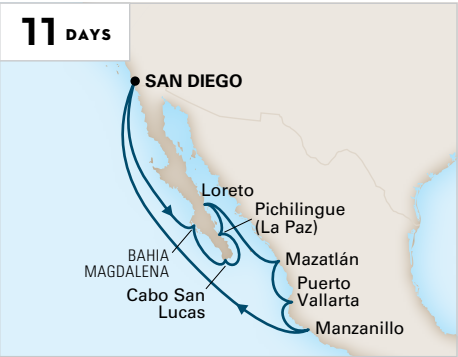 11 DAYS
SAN DIEGO
Loreto
Pichilingue
(La Paz)
BAHIA
MAGDALENA
Mazatlán
Cabo San
Lucas
Puerto
Vallarta
Manzanillo